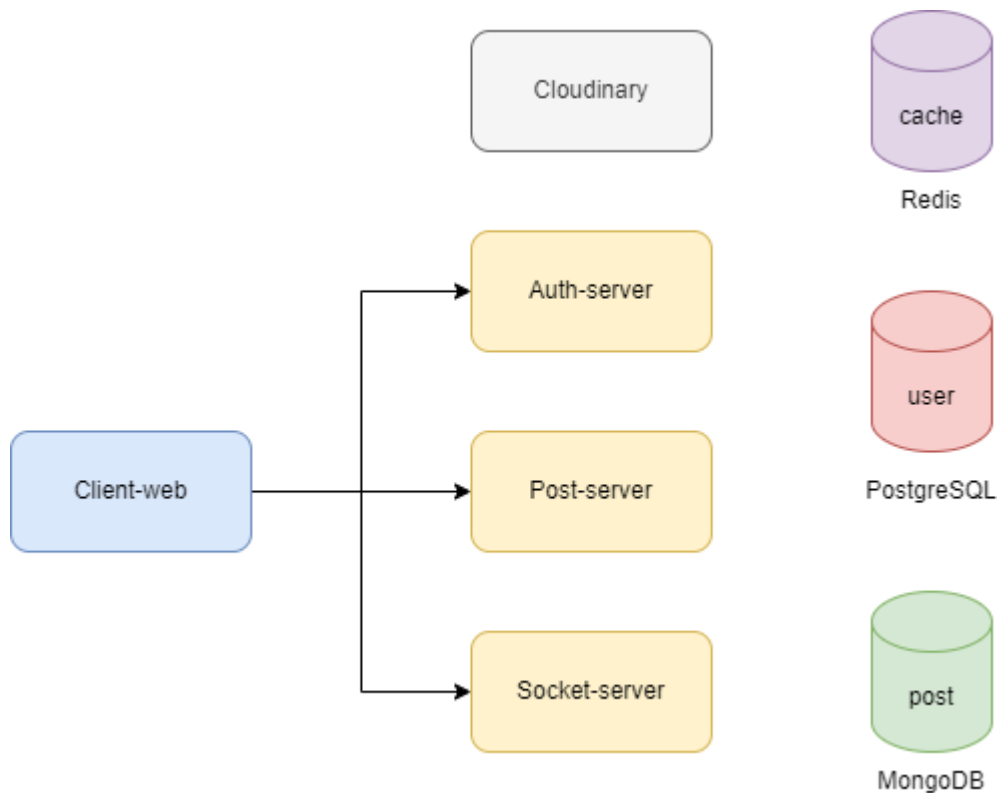 Cloudinary
cache
Redis
Auth-server
user
Client-web
Post-server
PostgreSQL
Socket-server
post
MongoDB